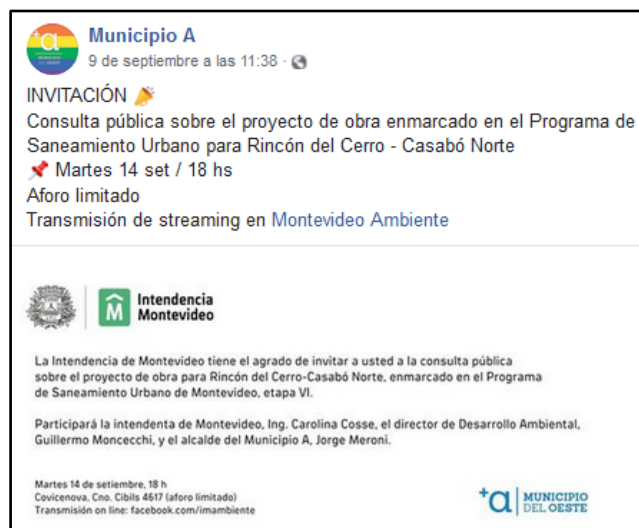 +a
Municipio A
9 de septiembre a las 11:38 ·
INVITACIÓN
Consulta pública sobre el proyecto de obra enmarcado en el Programa de
Saneamiento Urbano para Rincón del Cerro - Casabó Norte
Martes 14 set / 18 hs
Aforo limitado
Transmisión de streaming en Montevideo Ambiente
M
Intendencia
Montevideo
La Intendencia de Montevideo tiene el agrado de invitar a usted a la consulta pública
sobre el proyecto de obra para Rincón del Cerro-Casabó Norte, enmarcado en el Programa
de Saneamiento Urbano de Montevideo, etapa VI.
Participará la intendenta de Montevideo, Ing. Carolina Cosse, el director de Desarrollo Ambiental,
Guillermo Moncecchi, y el alcalde del Municipio A, Jorge Meroni.
Martes 14 de setiembre, 18 h
Covicenova, Cno. Cibils 4617 (aforo limitado)
Transmisión on line: facebook.com/imambiente
+a
MUNICIPIO
DEL OESTE